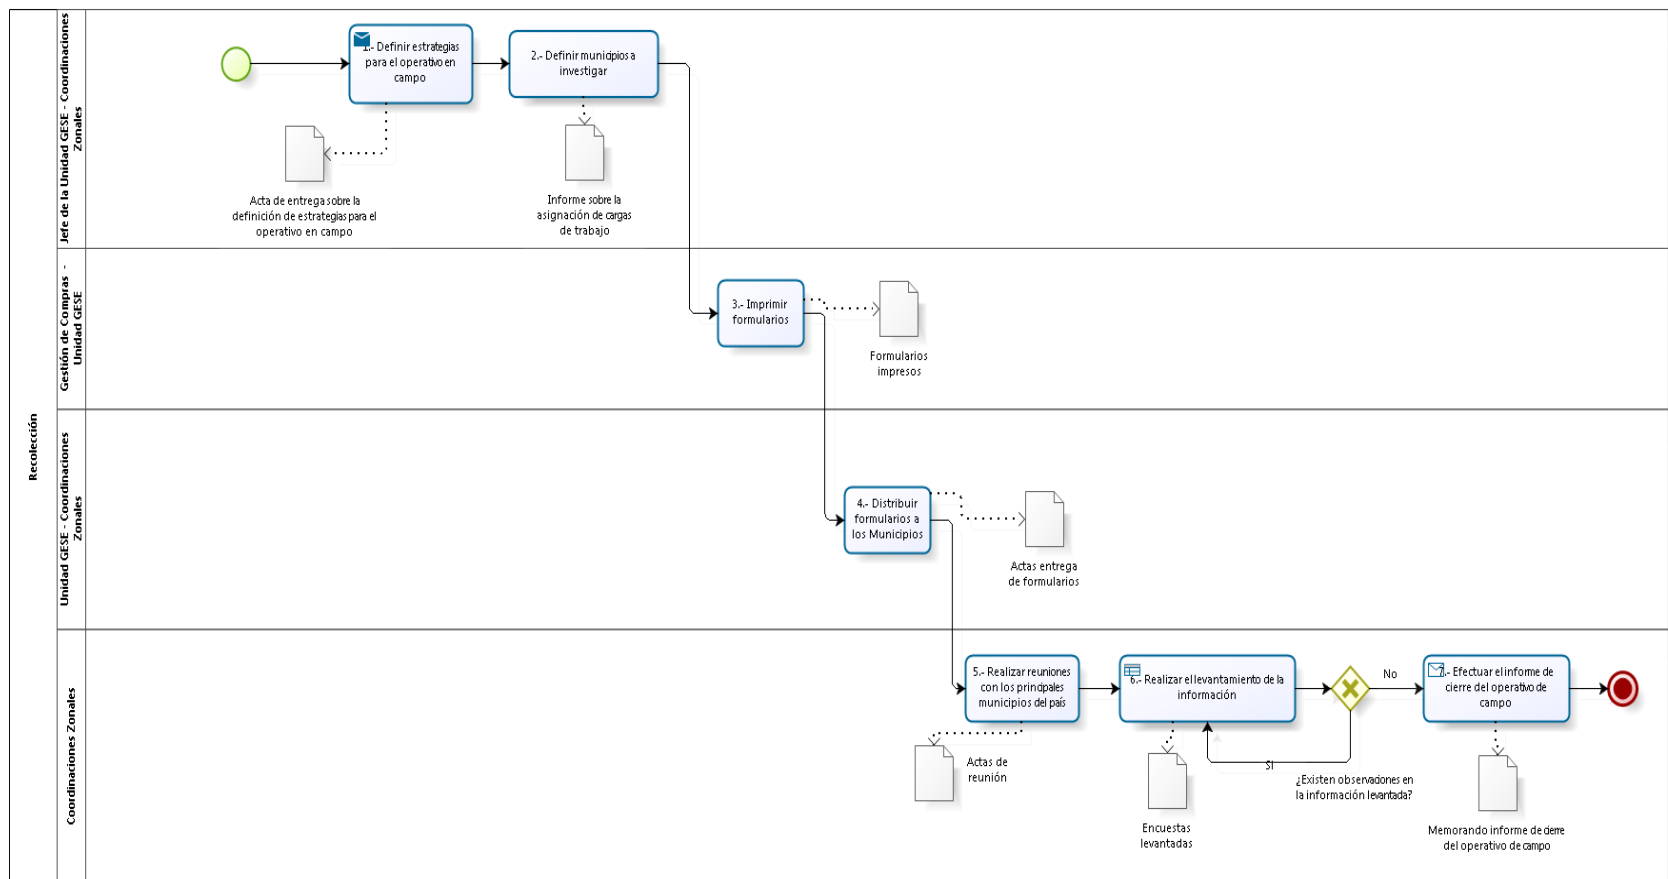 Recolección
Jefe de la Unidad GESE - Coordinaciones
Zonales
1.- Definir estrategias
para el operativo en
campo
2.- Definir municipios a
investigar
Acta de entrega sobre la
definición de estrategias para el
operativo en campo
Informe sobre la
asignación de cargas
de trabajo
Gestión de Compras -
Unidad GESE
3.- Imprimir
formularios
Formularios
impresos
Unidad GESE - Coordinaciones
Zonales
4.- Distribuir
formularios a
los Municipios
Actas entrega
de formularios
Coordinaciones Zonales
5.- Realizar reuniones
con los principales
municipios del país
6.- Realizar el levantamiento de la
información
No
7.- Efectuar el informe de
cierre del operativo de
campo
Actas de
reunión
SI
¿Existen observaciones en
la información levantada?
Encuestas
levantadas
Memorando informe de cierre
del operativo de campo